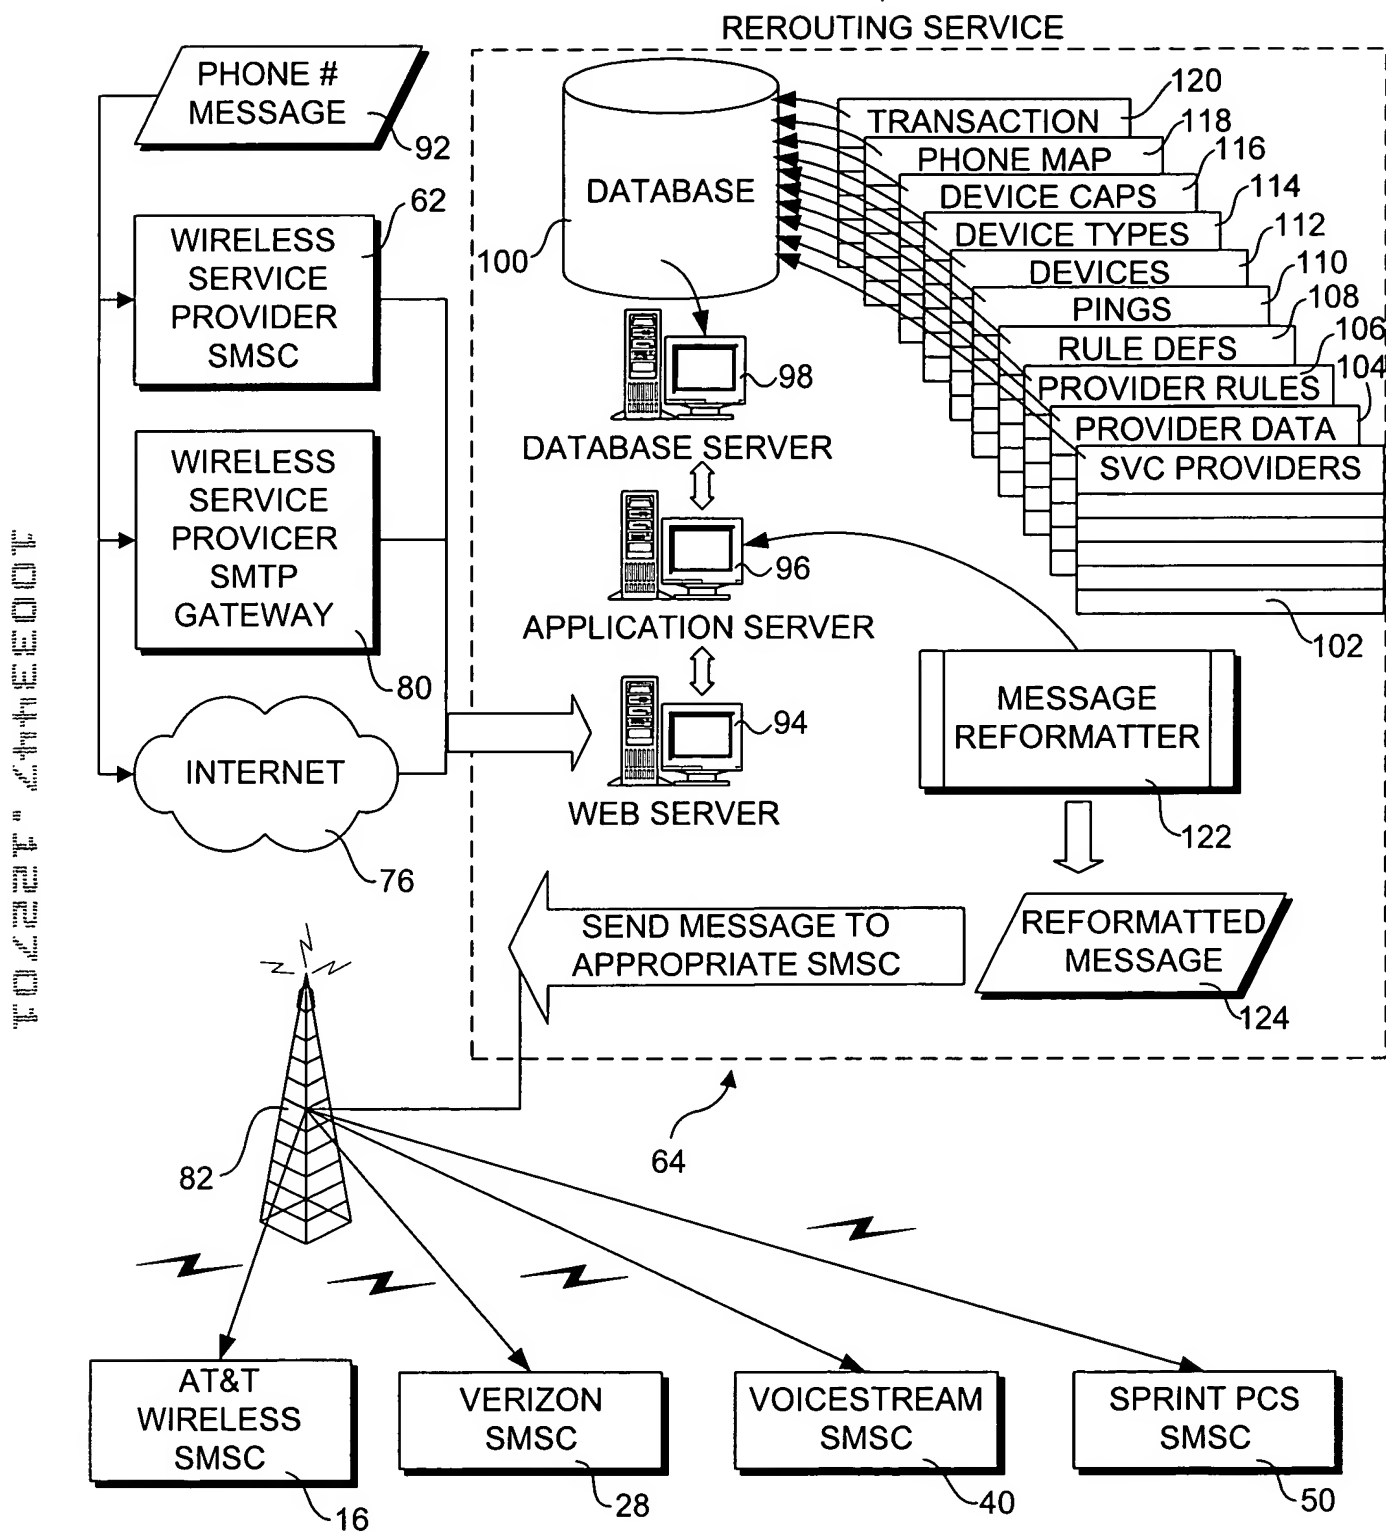 REROUTING SERVICE
PHONE #
MESSAGE
92
62
WIRELESS
SERVICE
PROVIDER
SMSC
WIRELESS
SERVICE
PROVICER
SMTP
GATEWAY
80
INTERNET
76
DATABASE
100
98
DATABASE SERVER
96
APPLICATION SERVER
94
WEB SERVER
120
TRANSACTION
118
PHONE MAP
116
DEVICE CAPS
114
DEVICE TYPES
112
DEVICES
110
PINGS
108
RULE DEFS
106
PROVIDER RULES
104
PROVIDER DATA
SVC PROVIDERS
102
MESSAGE
REFORMATTER
122
REFORMATTED
MESSAGE
124
SEND MESSAGE TO
APPROPRIATE SMSC
64
82
AT&T
WIRELESS
SMSC
16
VERIZON
SMSC
28
VOICESTREAM
SMSC
40
SPRINT PCS
SMSC
50
10033447.122701